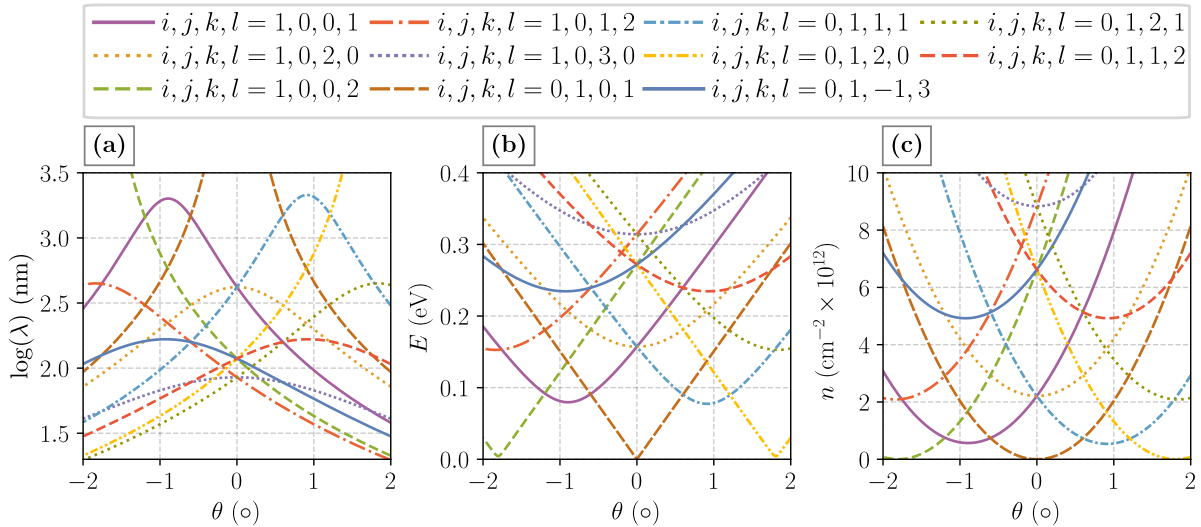 i, j, k, l = 1, 0, 0, 1 i, j, k, l = 1, 0, 1, 2 i, j, k, l = 0, 1, 1, 1 i, j, k, l = 0, 1, 2, 1
i, j, k, l = 1, 0, 2, 0 i, j, k, l = 1, 0, 3, 0 i, j, k, l = 0, 1, 2, 0 i, j, k, l = 0, 1, 1, 2
i, j, k, l = 1, 0, 0, 2 i, j, k, l = 0, 1, 0, 1 i, j, k, l = 0, 1, −1, 3
(a)
log(λ) (nm)
3.5
3.0
2.5
2.0
1.5
−2 −1 0 1 2
θ (∘)
(b)
E (eV)
0.4
0.3
0.2
0.1
0.0
−2 −1 0 1 2
θ (∘)
(c)
n (cm⁻² × 10¹²)
10
8
6
4
2
0
−2 −1 0 1 2
θ (∘)